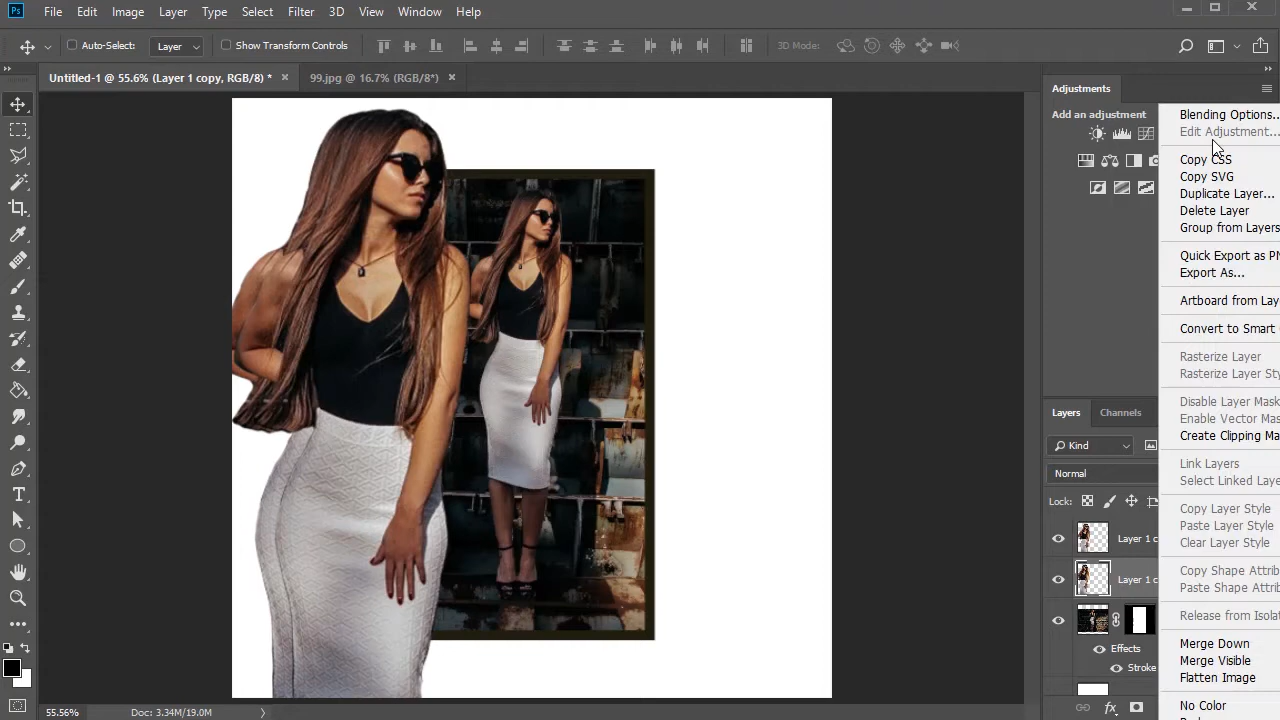 Ps File Edit Image Layer Type Select Filter 3D View Window Help
Auto-Select: Layer Show Transform Controls 3D Mode:
Untitled-1 @ 55.6% (Layer 1 copy, RGB/8) * × 99.jpg @ 16.7% (RGB/8*) ×
Adjustments
Add an adjustment
Blending Options..
Edit Adjustment...
Copy CSS
Copy SVG
Duplicate Layer...
Delete Layer
Group from Layers
Quick Export as PN
Export As...
Artboard from Lay
Convert to Smart
Rasterize Layer
Rasterize Layer Sty
Disable Layer Mask
Enable Vector Mas
Create Clipping Ma
Link Layers
Select Linked Laye
Copy Layer Style
Paste Layer Style
Clear Layer Style
Copy Shape Attrib
Paste Shape Attrib
Release from Isolat
Merge Down
Merge Visible
Flatten Image
No Color
Layers Channels
Kind
Normal
Lock:
Layer 1 c
Layer 1 c
Effects
Stroke
fx
55.56% Doc: 3.34M/19.0M